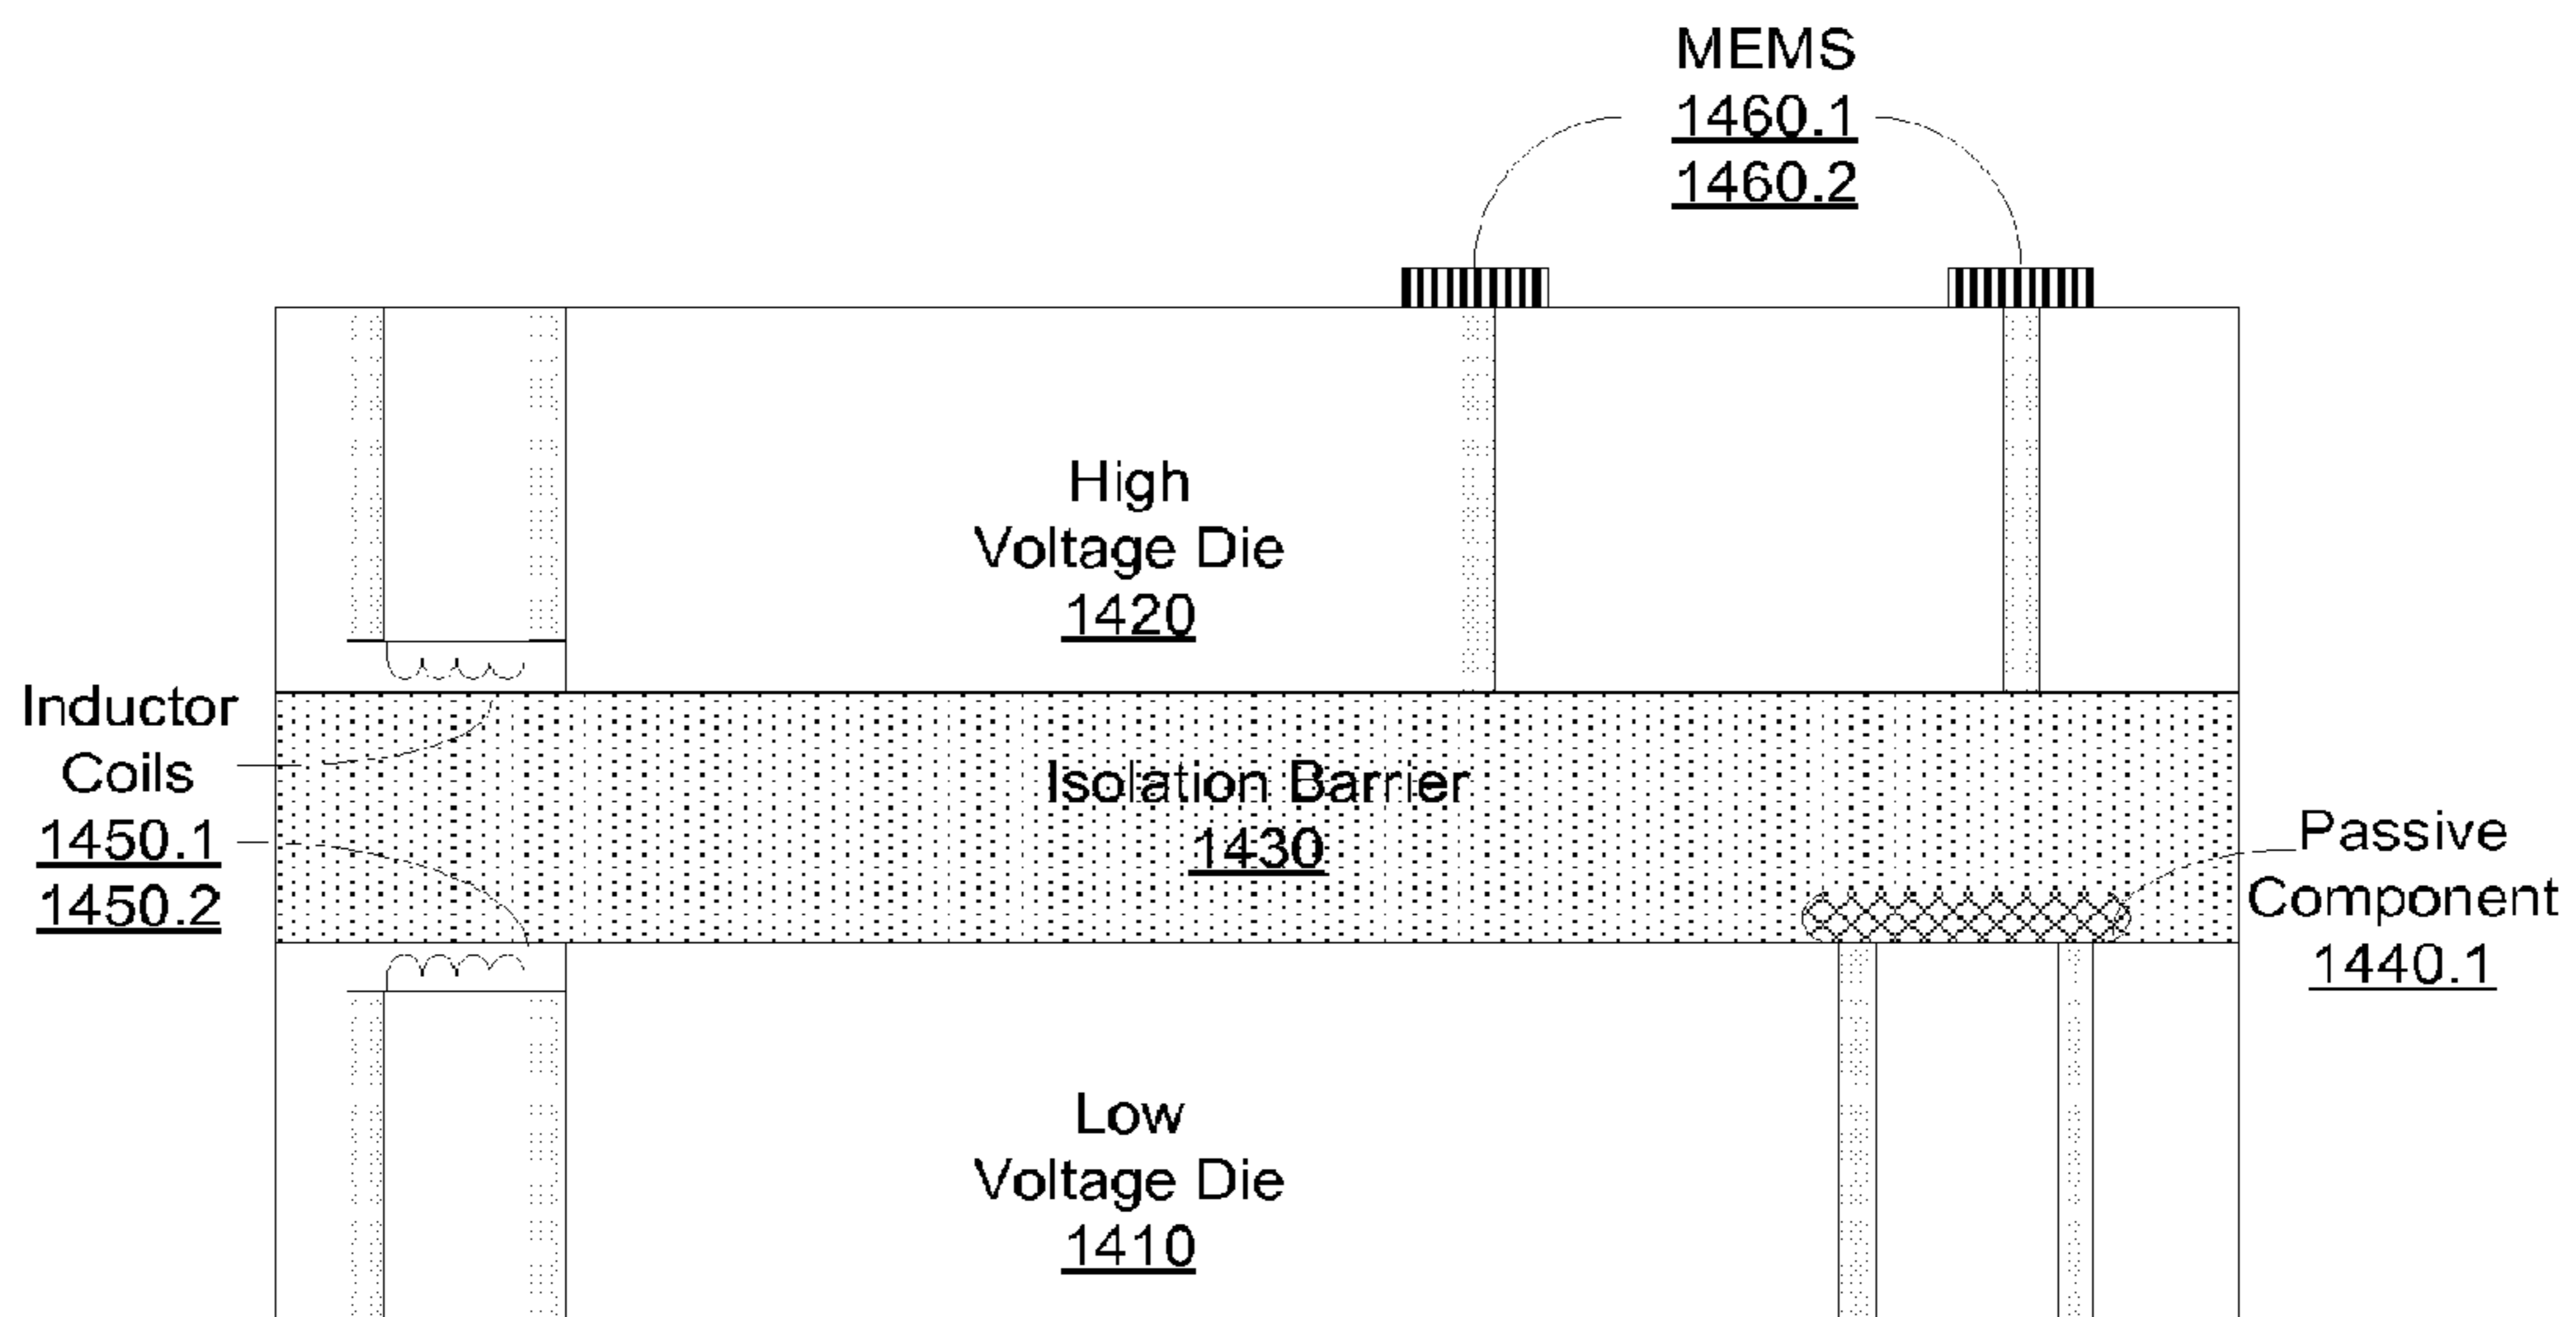 MEMS
1460.1
1460.2
High
Voltage Die
1420
Inductor
Coils
1450.1
1450.2
Isolation Barrier
1430
Passive
Component
1440.1
Low
Voltage Die
1410